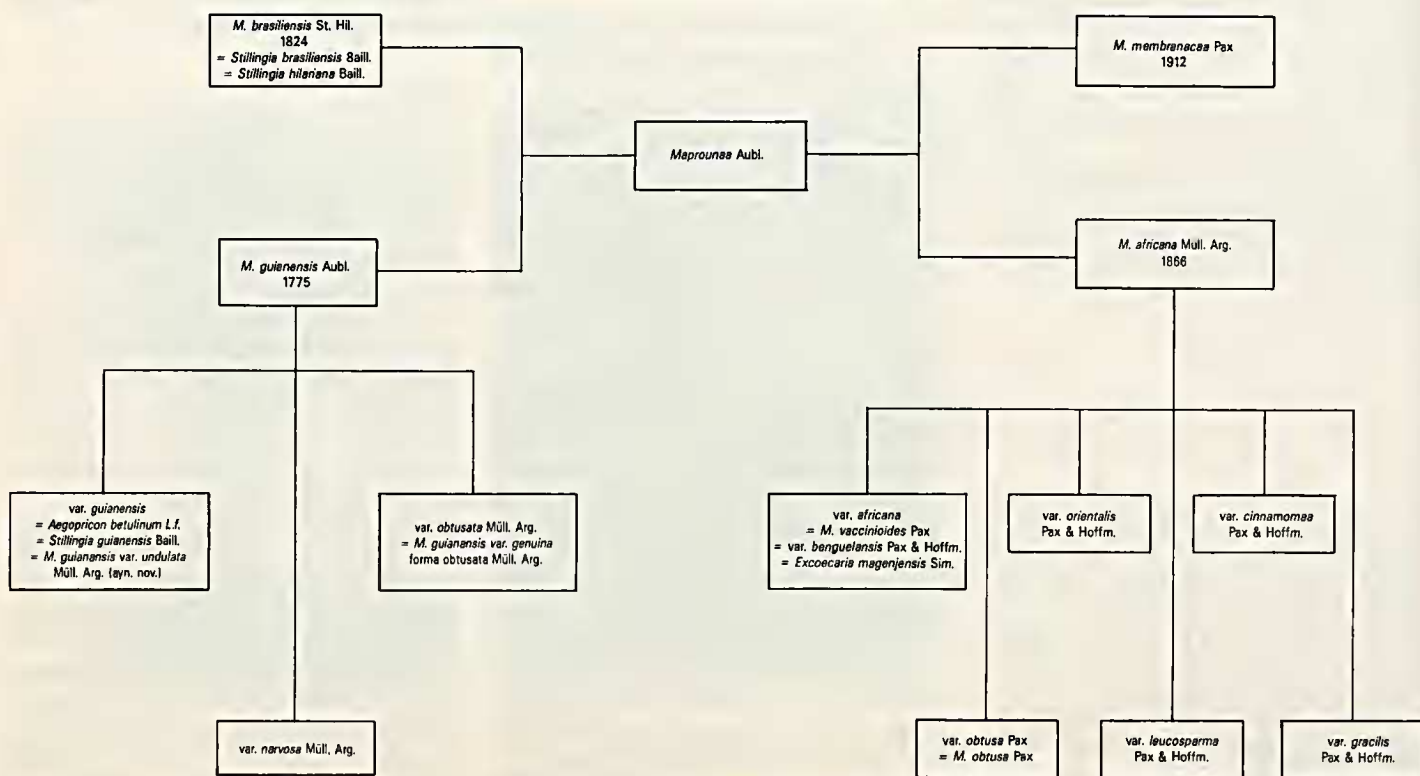 M. brasiliensis St. Hil.
1824
= Stillingia brasiliensis Baill.
= Stillingia hilariana Baill.
M. membranacea Pax
1912
Maprounea Aubl.
M. guianensis Aubl.
1775
M. africana Müll. Arg.
1866
var. guianensis
= Aegopricon betulinum L.f.
= Stillingia guianensis Baill.
= M. guianensis var. undulata
Müll. Arg. (syn. nov.)
var. obtusata Müll. Arg.
= M. guianensis var. genuina
forma obtusata Müll. Arg.
var. africana
= M. vaccinioides Pax
= var. benguelensis Pax & Hoffm.
= Excoecaria magenjensis Sim.
var. orientalis
Pax & Hoffm.
var. cinnamomea
Pax & Hoffm.
var. nervosa Müll. Arg.
var. obtusa Pax
= M. obtusa Pax
var. leucosperma
Pax & Hoffm.
var. gracilis
Pax & Hoffm.